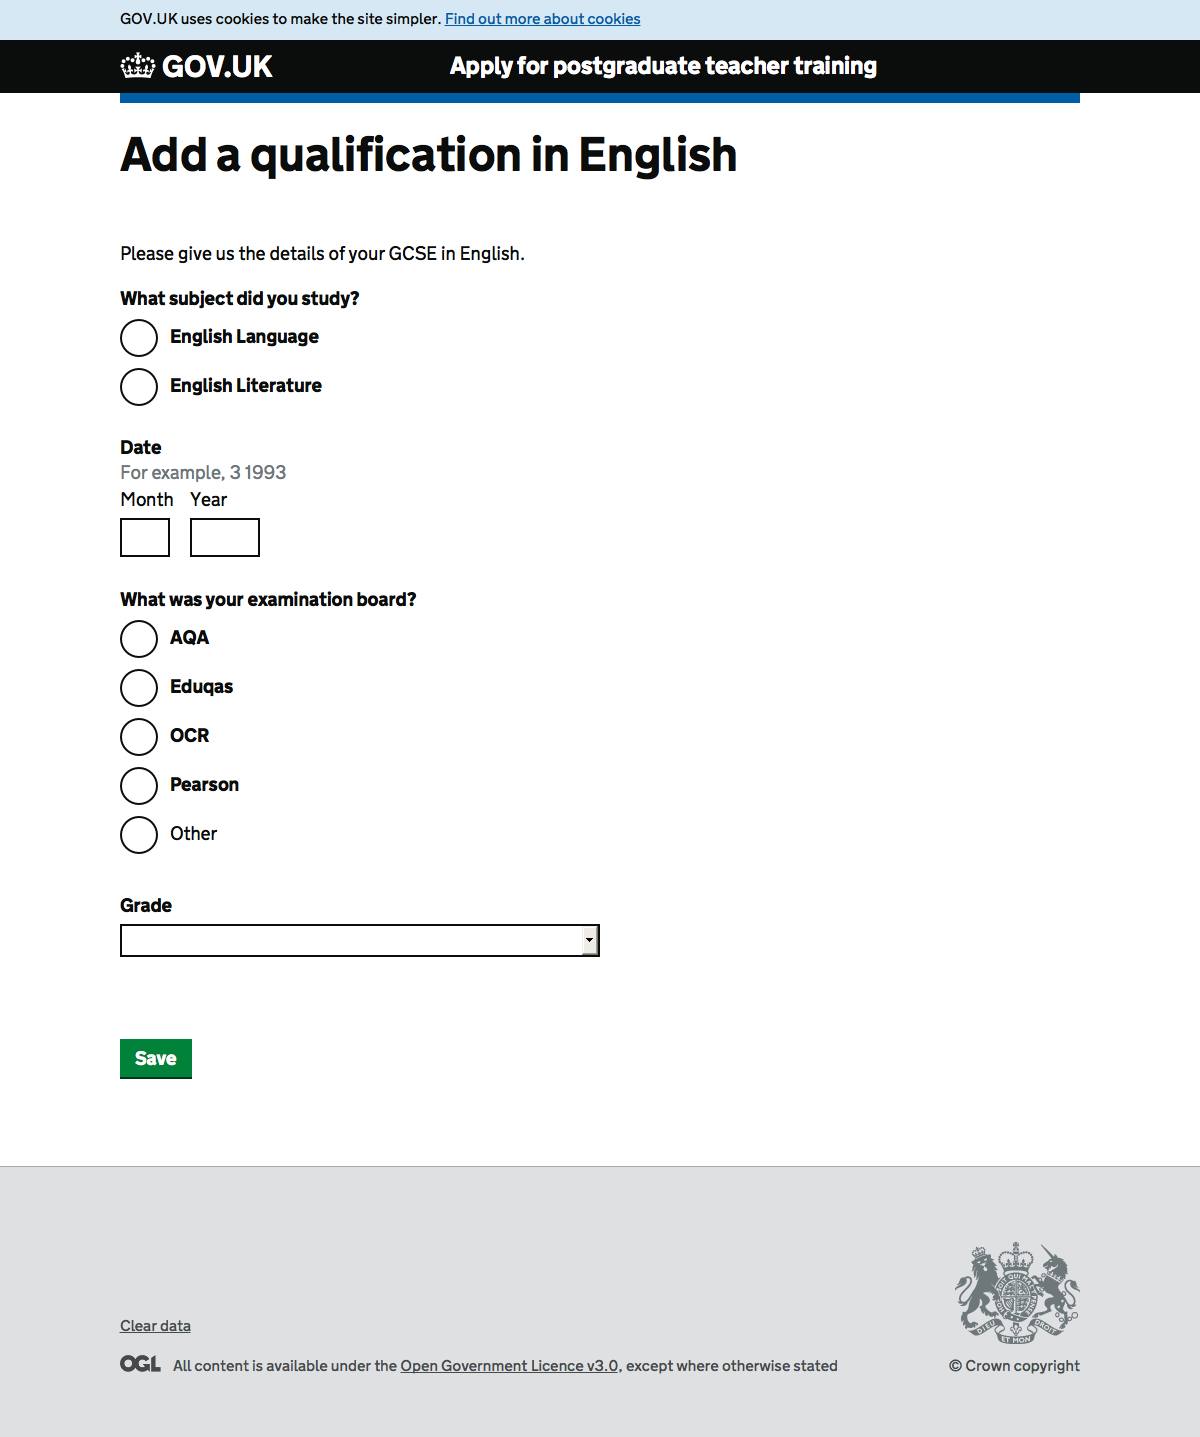 GOV.UK uses cookies to make the site simpler. Find out more about cookies
GOV.UK Apply for postgraduate teacher training
Add a qualification in English
Please give us the details of your GCSE in English.
What subject did you study?
English Language
English Literature
Date
For example, 3 1993
Month Year
What was your examination board?
AQA
Eduqas
OCR
Pearson
Other
Grade
Save
DIEU ET MON DROIT
Clear data
OGL All content is available under the Open Government Licence v3.0, except where otherwise stated
© Crown copyright